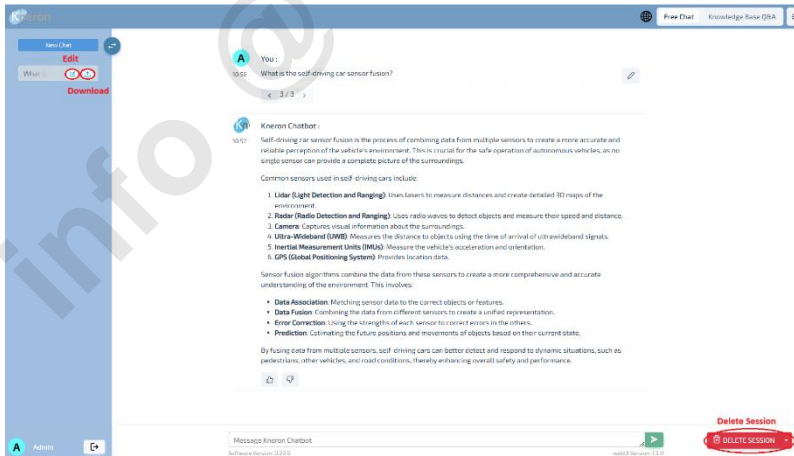 Kneron
Free Chat
Knowledge Base Q&A
New Chat
Edit
What
Download
A
You :
10:56
What is the self-driving car sensor fusion?
< 3 / 3 >
Kneron Chatbot :
10:57
Self-driving car sensor fusion is the process of combining data from multiple sensors to create a more accurate and
reliable perception of the vehicle's environment. This is crucial for the safe operation of autonomous vehicles, as no
single sensor can provide a complete picture of the surroundings.
Common sensors used in self-driving cars include:
1. Lidar (Light Detection and Ranging): Uses lasers to measure distances and create detailed 3D maps of the
environment.
2. Radar (Radio Detection and Ranging): Uses radio waves to detect objects and measure their speed and distance.
3. Camera: Captures visual information about the surroundings.
4. Ultra-Wideband (UWB): Measures the distance to objects using the time of arrival of ultrawideband signals.
5. Inertial Measurement Units (IMUs): Measure the vehicle's acceleration and orientation.
6. GPS (Global Positioning System): Provides location data.
Sensor fusion algorithms combine the data from these sensors to create a more comprehensive and accurate
understanding of the environment. This involves:
• Data Association: Matching sensor data to the correct objects or features.
• Data Fusion: Combining the data from different sensors to create a unified representation.
• Error Correction: Using the strengths of each sensor to correct errors in the others.
• Prediction: Estimating the future positions and movements of objects based on their current state.
By fusing data from multiple sensors, self-driving cars can better detect and respond to dynamic situations, such as
pedestrians, other vehicles, and road conditions, thereby enhancing overall safety and performance.
Delete Session
A Admin
Message Kneron Chatbot
DELETE SESSION
Software Version: 0.20.0
webUI Version: 1.3.0
info @